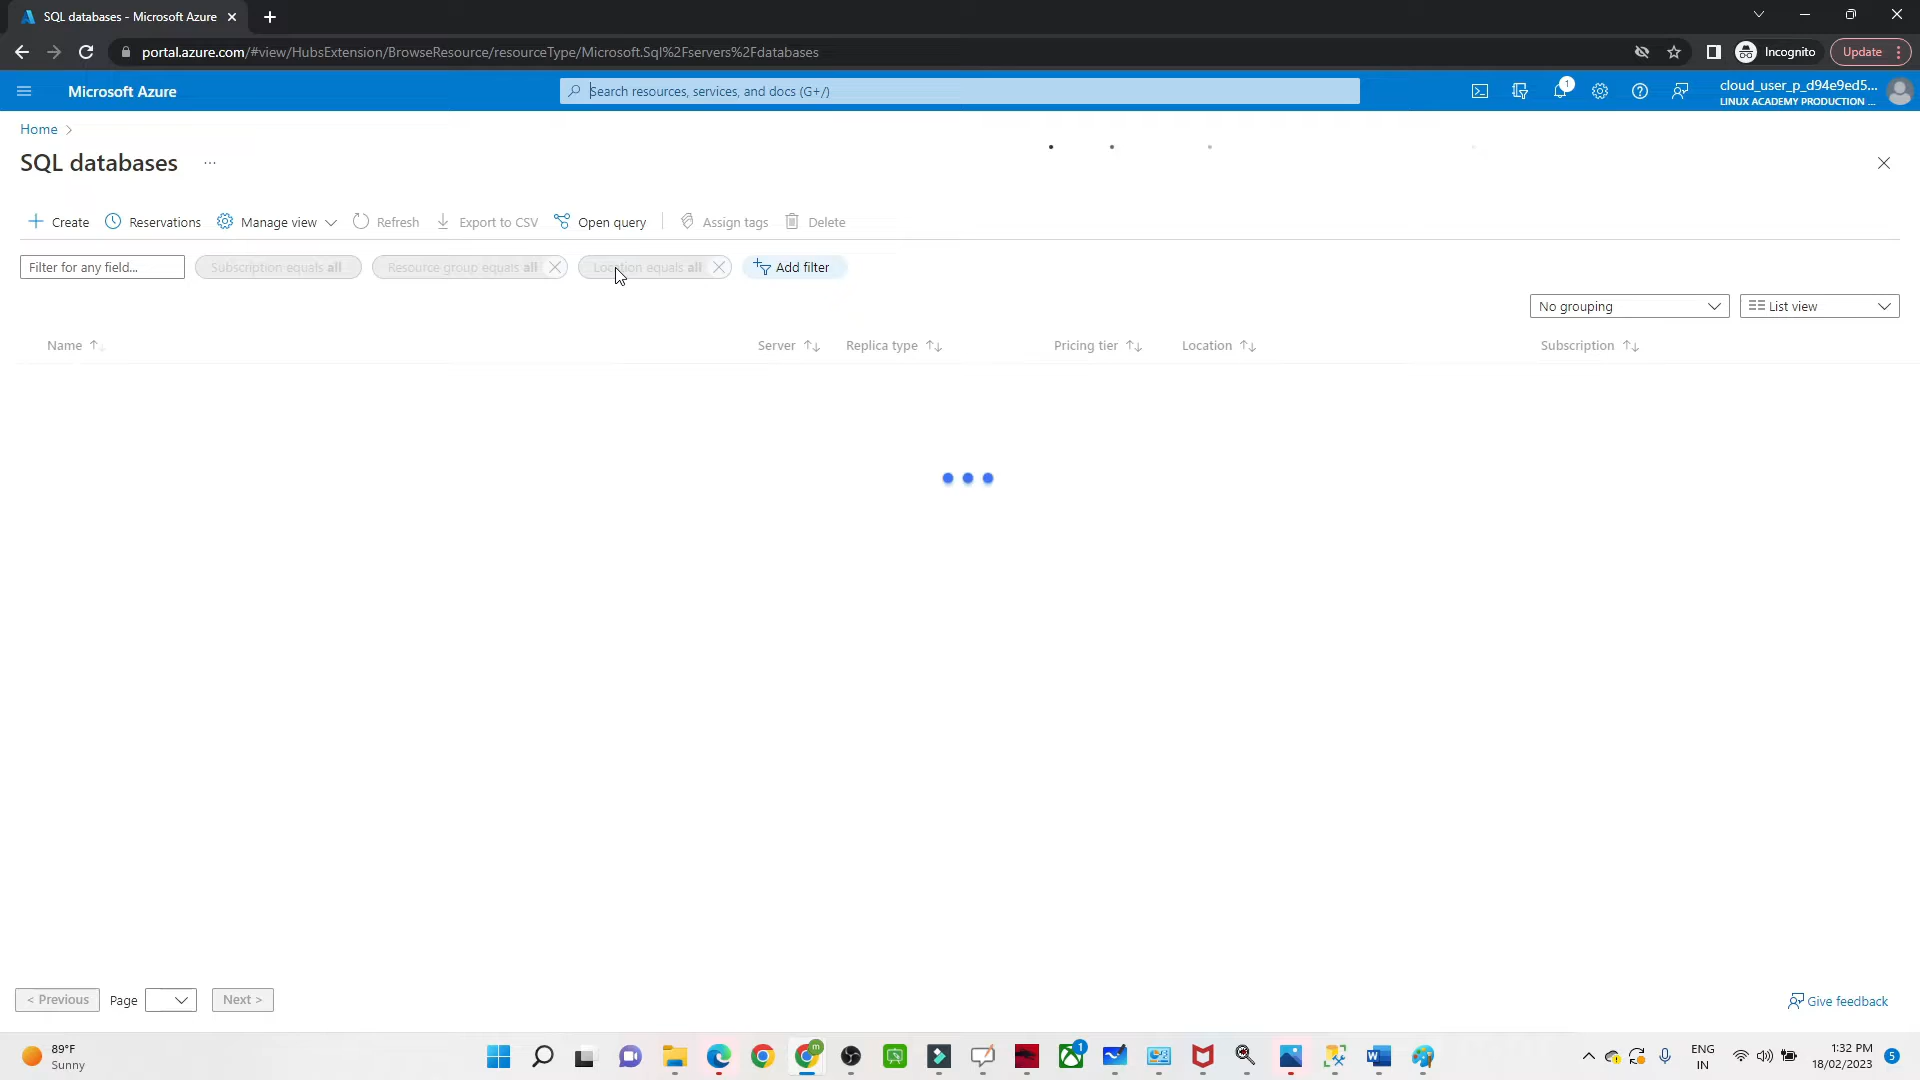 SQL databases - Microsoft Azure
portal.azure.com/#view/HubsExtension/BrowseResource/resourceType/Microsoft.Sql%2Fservers%2Fdatabases
Incognito
Update
Microsoft Azure
Search resources, services, and docs (G+/)
1
cloud_user_p_d94e9ed5...
LINUX ACADEMY PRODUCTION ...
Home
SQL databases
Create
Reservations
Manage view
Refresh
Export to CSV
Open query
Assign tags
Delete
Filter for any field...
Subscription equals all
Resource group equals all
Location equals all
Add filter
No grouping
List view
Name
Server
Replica type
Pricing tier
Location
Subscription
< Previous
Page
Next >
Give feedback
89°F
Sunny
m
1
ENG
IN
1:32 PM
18/02/2023
5